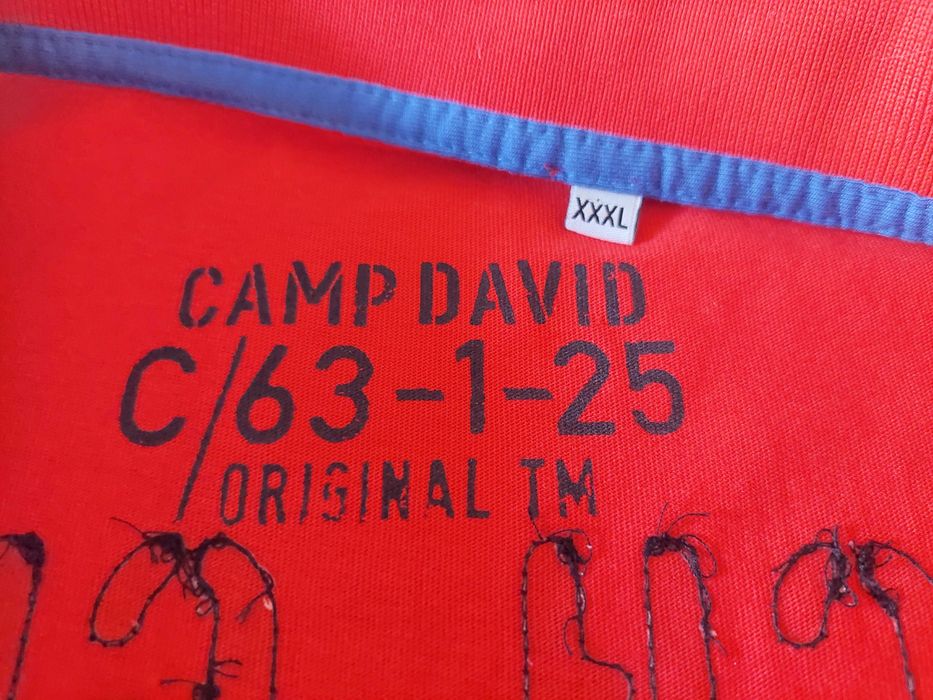 XXXL
CAMP DAVID
C/63-1-25
ORIGINAL TM